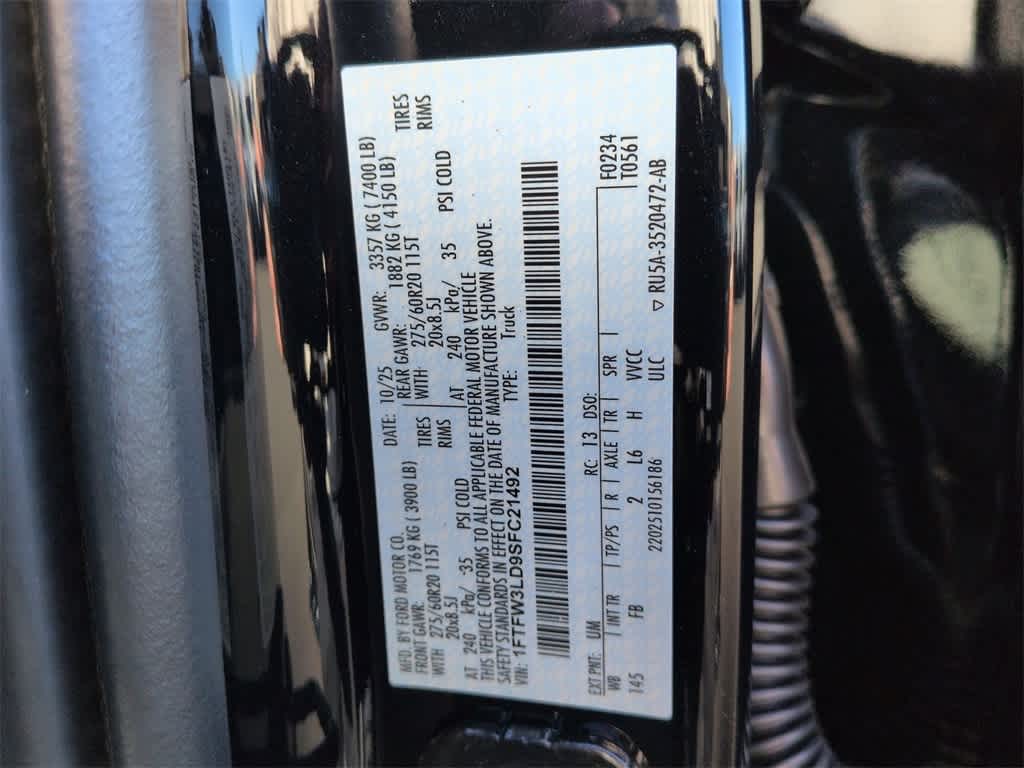 MFD. BY FORD MOTOR CO. DATE: 10/25 GVWR: 3357 KG ( 7400 LB)
FRONT GAWR: 1769 KG ( 3900 LB) REAR GAWR: 1882 KG ( 4150 LB)
WITH 275/60R20 115T TIRES WITH 275/60R20 115T TIRES
20x8.5J RIMS 20x8.5J RIMS
AT 240 kPa/ 35 PSI COLD AT 240 kPa/ 35 PSI COLD
THIS VEHICLE CONFORMS TO ALL APPLICABLE FEDERAL MOTOR VEHICLE
SAFETY STANDARDS IN EFFECT ON THE DATE OF MANUFACTURE SHOWN ABOVE.
VIN: 1FTFW3LD9SFC21492 TYPE: Truck
EXT PNT: UM RC: 13 DSO: F0234
WB | INT TR | TP/PS | R | AXLE | TR | SPR | T0561
145 FB 2 L6 H VVCC
22025101561B6 ULC ▽ RU5A-3520472-AB